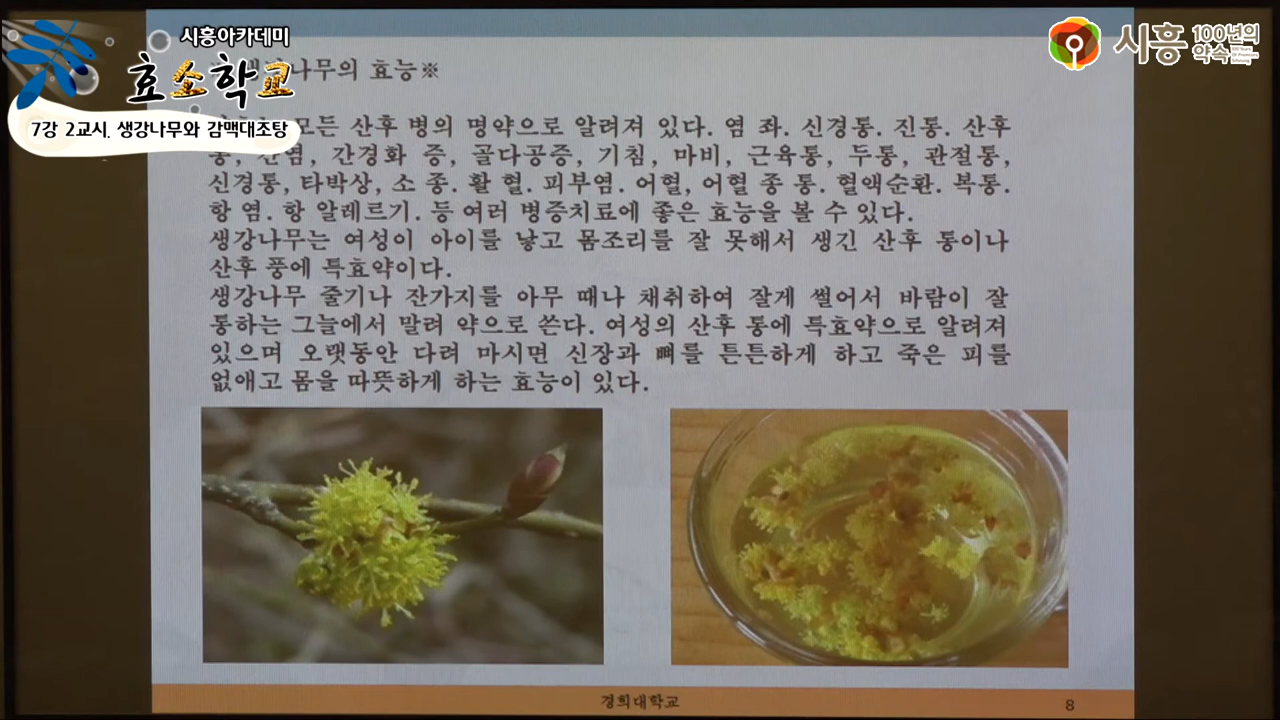 시흥아카데미
효소학교
7강 2교시. 생강나무와 감맥대조탕
시흥 100년의 약속
나무의 효능※
모든 산후 병의 명약으로 알려져 있다. 염 좌. 신경통. 진통. 산후
간경화 증, 골다공증, 기침, 마비, 근육통, 두통, 관절통,
신경통, 타박상, 소 종. 활 혈. 피부염. 어혈, 어혈 종 통. 혈액순환. 복통.
항 염. 항 알레르기. 등 여러 병증치료에 좋은 효능을 볼 수 있다.
생강나무는 여성이 아이를 낳고 몸조리를 잘 못해서 생긴 산후 통이나
산후 풍에 특효약이다.
생강나무 줄기나 잔가지를 아무 때나 채취하여 잘게 썰어서 바람이 잘
통하는 그늘에서 말려 약으로 쓴다. 여성의 산후 통에 특효약으로 알려져
있으며 오랫동안 다려 마시면 신장과 뼈를 튼튼하게 하고 죽은 피를
없애고 몸을 따뜻하게 하는 효능이 있다.
경희대학교
8